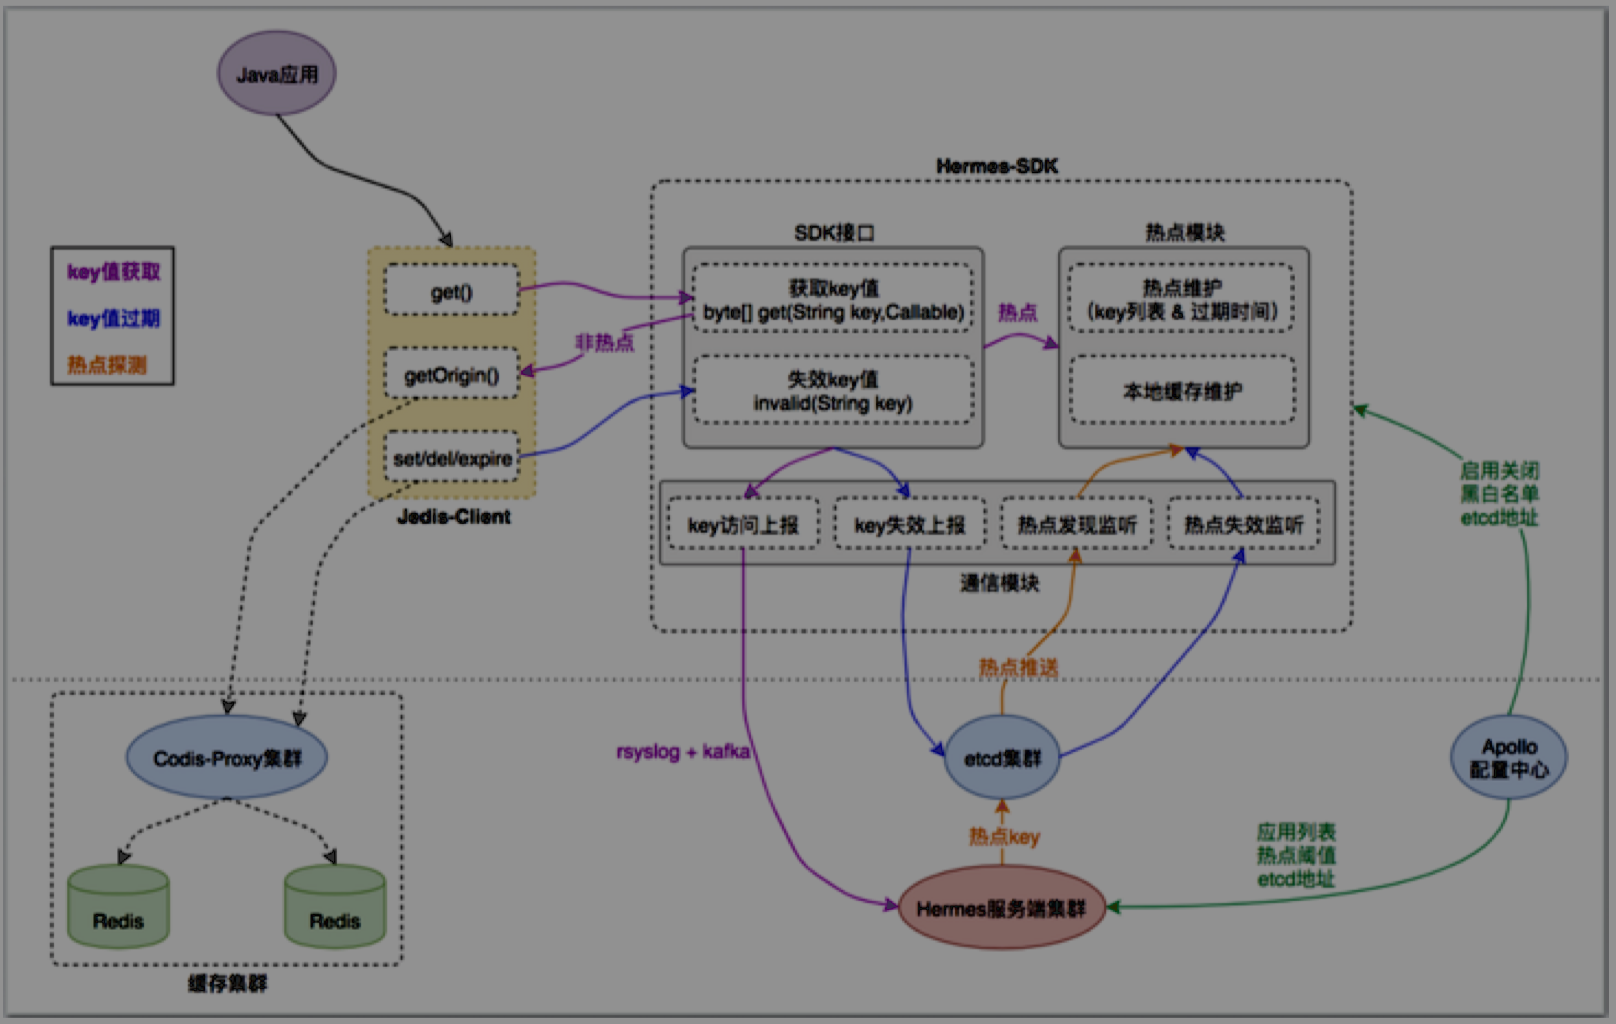 Java应用
Hermes-SDK
key值获取
key值过期
热点探测
get()
getOrigin()
set/del/expire
Jedis-Client
SDK接口
获取key值
byte[] get(String key,Callable)
失效key值
invalid(String key)
非热点
热点
热点模块
热点维护
（key列表 & 过期时间）
本地缓存维护
key访问上报
key失效上报
热点发现监听
热点失效监听
通信模块
启用关闭
黑白名单
etcd地址
热点推送
rsyslog + kafka
Codis-Proxy集群
Redis
Redis
缓存集群
etcd集群
热点key
Hermes服务端集群
Apollo
配置中心
应用列表
热点阈值
etcd地址